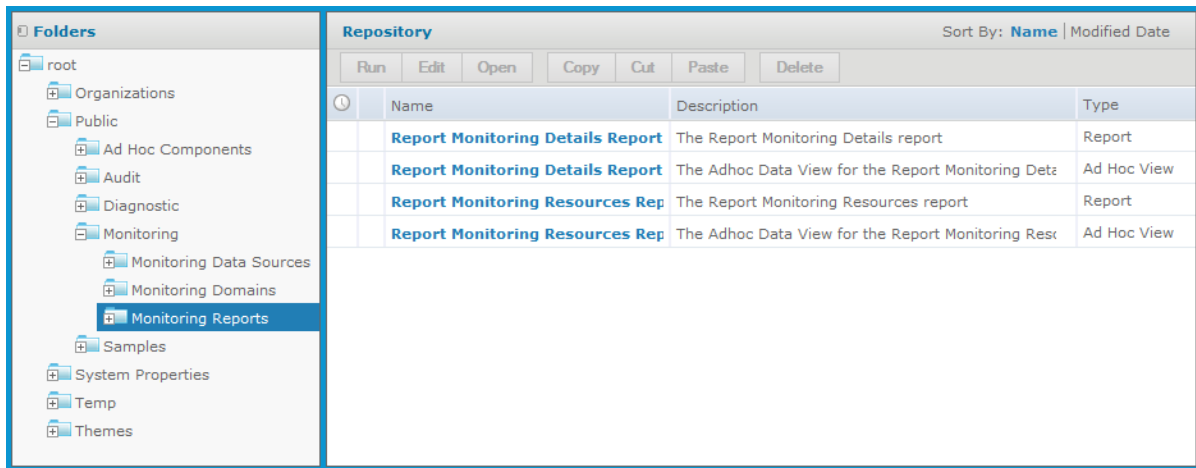 Folders
root
Organizations
Public
Ad Hoc Components
Audit
Diagnostic
Monitoring
Monitoring Data Sources
Monitoring Domains
Monitoring Reports
Samples
System Properties
Temp
Themes
Repository Sort By: Name | Modified Date
Run Edit Open Copy Cut Paste Delete
Name Description Type
Report Monitoring Details Report The Report Monitoring Details report Report
Report Monitoring Details Report The Adhoc Data View for the Report Monitoring Deta Ad Hoc View
Report Monitoring Resources Rep The Report Monitoring Resources report Report
Report Monitoring Resources Rep The Adhoc Data View for the Report Monitoring Reso Ad Hoc View